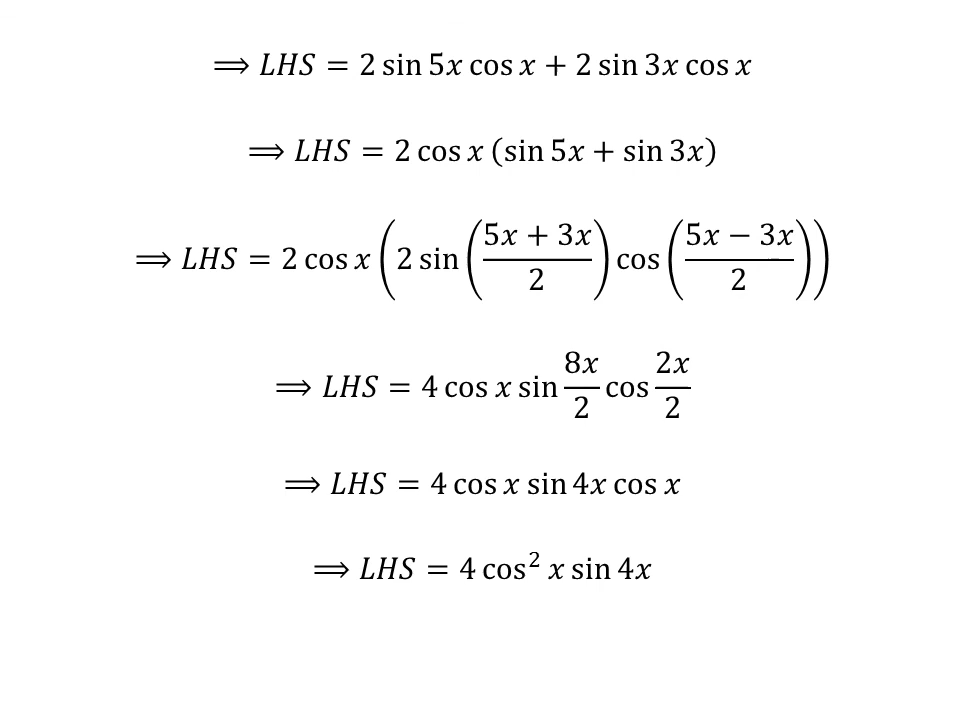 ⟹ LHS = 2 sin 5x cos x + 2 sin 3x cos x
⟹ LHS = 2 cos x (sin 5x + sin 3x)
⟹ LHS = 2 cos x (2 sin ((5x + 3x)/2) cos ((5x − 3x)/2))
⟹ LHS = 4 cos x sin 8x/2 cos 2x/2
⟹ LHS = 4 cos x sin 4x cos x
⟹ LHS = 4 cos² x sin 4x